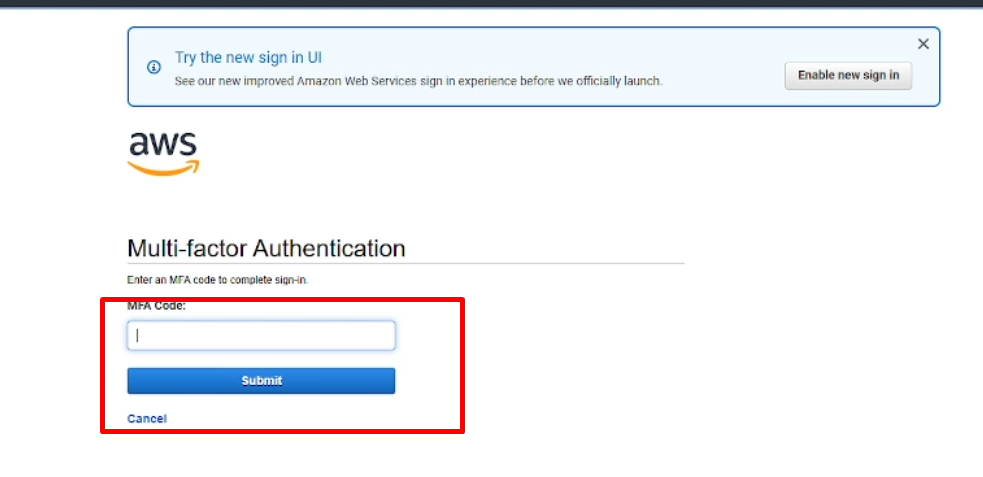 Try the new sign in UI
See our new improved Amazon Web Services sign in experience before we officially launch.
Enable new sign in
aws
Multi-factor Authentication
Enter an MFA code to complete sign-in.
MFA Code:
Submit
Cancel